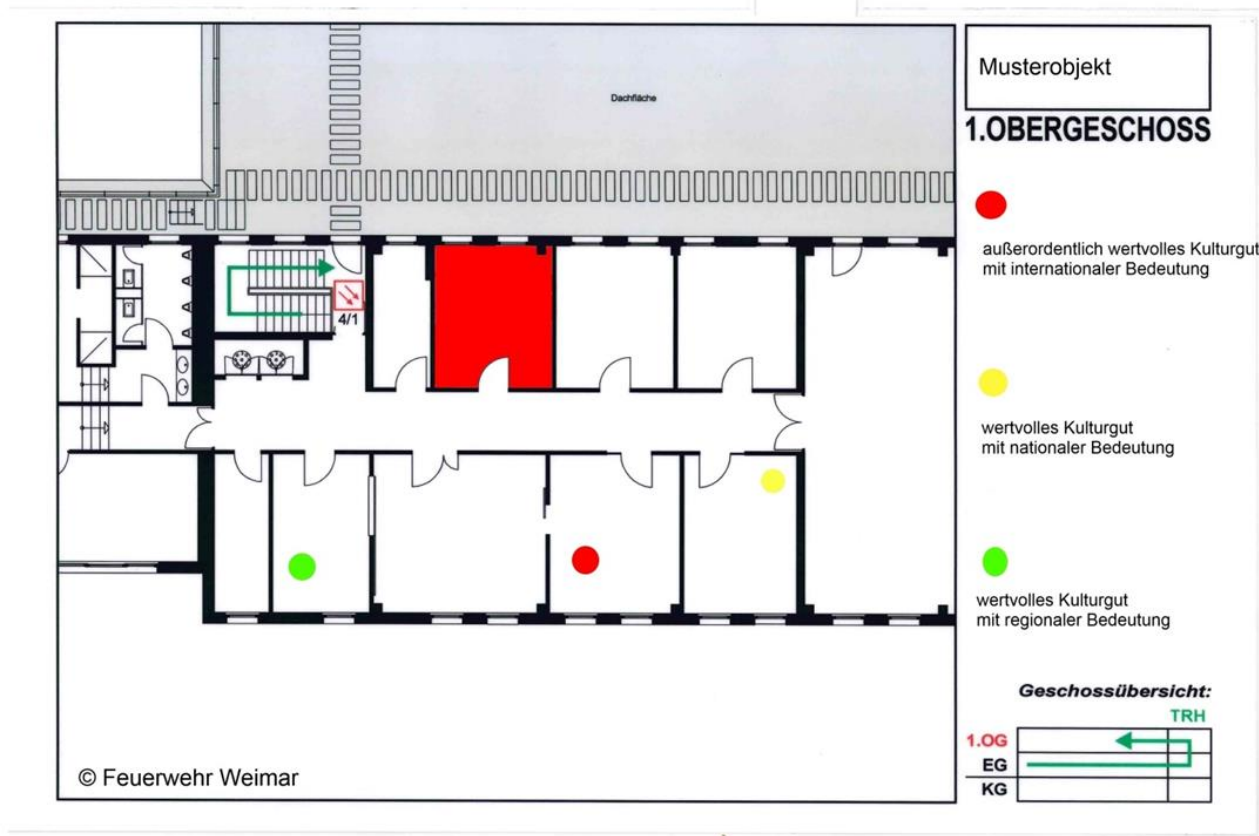 Dachfläche
4/1
© Feuerwehr Weimar
Musterobjekt
1.OBERGESCHOSS
außerordentlich wertvolles Kulturgut
mit internationaler Bedeutung
wertvolles Kulturgut
mit nationaler Bedeutung
wertvolles Kulturgut
mit regionaler Bedeutung
Geschossübersicht:
TRH
1.OG
EG
KG